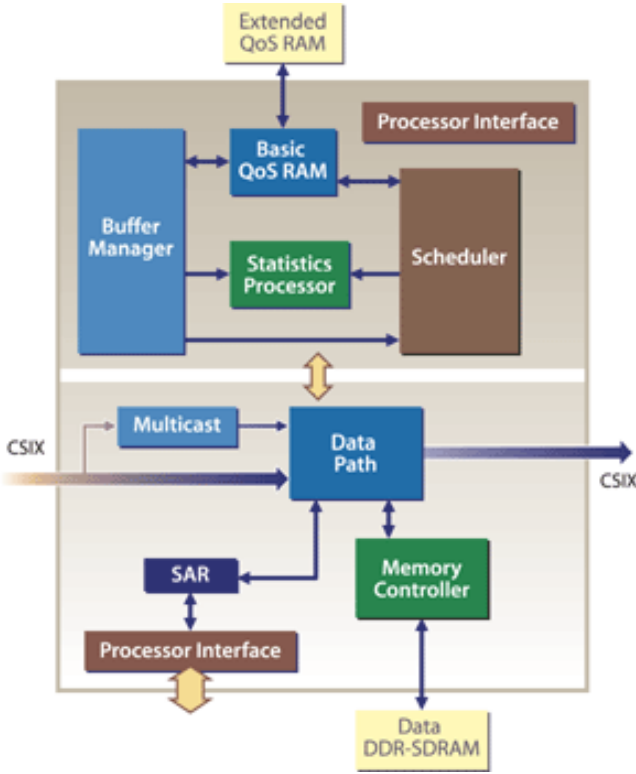 Extended
QoS RAM
Processor Interface
Basic
QoS RAM
Buffer
Manager
Statistics
Processor
Scheduler
Multicast
CSIX
Data
Path
CSIX
SAR
Memory
Controller
Processor Interface
Data
DDR-SDRAM